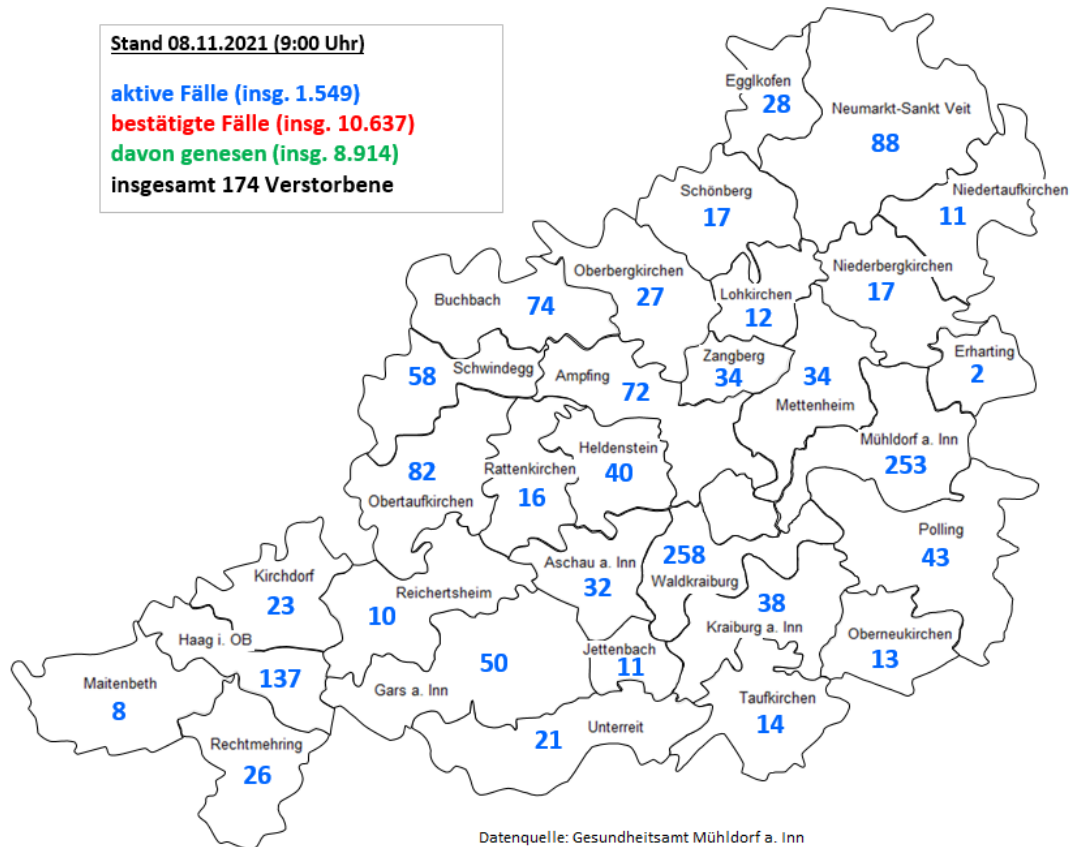 Stand 08.11.2021 (9:00 Uhr)
aktive Fälle (insg. 1.549)
bestätigte Fälle (insg. 10.637)
davon genesen (insg. 8.914)
insgesamt 174 Verstorbene
Egglkofen
28
Neumarkt-Sankt Veit
88
Schönberg
17
Niedertaufkirchen
11
Oberbergkirchen
27
Niederbergkirchen
17
Lohkirchen
12
Buchbach
74
Zangberg
34
34
Mettenheim
Erharting
2
Schwindegg
58
Ampfing
72
Mühldorf a. Inn
253
Heldenstein
40
82
Obertaufkirchen
Rattenkirchen
16
Polling
43
Aschau a. Inn
32
258
Waldkraiburg
38
Kraiburg a. Inn
Kirchdorf
23
Reichertsheim
10
Oberneukirchen
13
Haag i. OB
137
Jettenbach
11
50
Gars a. Inn
Maitenbeth
8
Taufkirchen
14
Unterreit
21
Rechtmehring
26
Datenquelle: Gesundheitsamt Mühldorf a. Inn